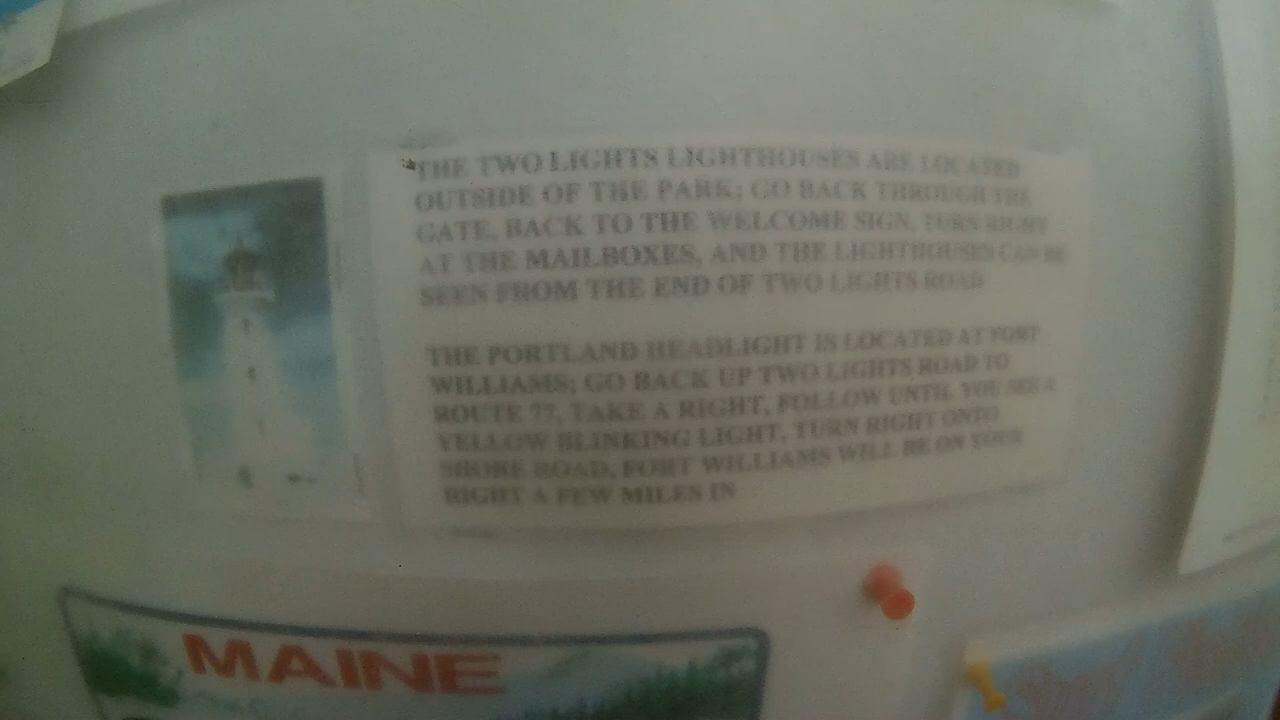 THE TWO LIGHTS LIGHTHOUSES ARE LOCATED
OUTSIDE OF THE PARK; GO BACK THROUGH THE
GATE, BACK TO THE WELCOME SIGN, TURN RIGHT
AT THE MAILBOXES, AND THE LIGHTHOUSES CAN BE
SEEN FROM THE END OF TWO LIGHTS ROAD
THE PORTLAND HEADLIGHT IS LOCATED AT FORT
WILLIAMS; GO BACK UP TWO LIGHTS ROAD TO
ROUTE 77, TAKE A RIGHT, FOLLOW UNTIL YOU SEE A
YELLOW BLINKING LIGHT, TURN RIGHT ONTO
SHORE ROAD, FORT WILLIAMS WILL BE ON YOUR
RIGHT A FEW MILES IN
MAINE